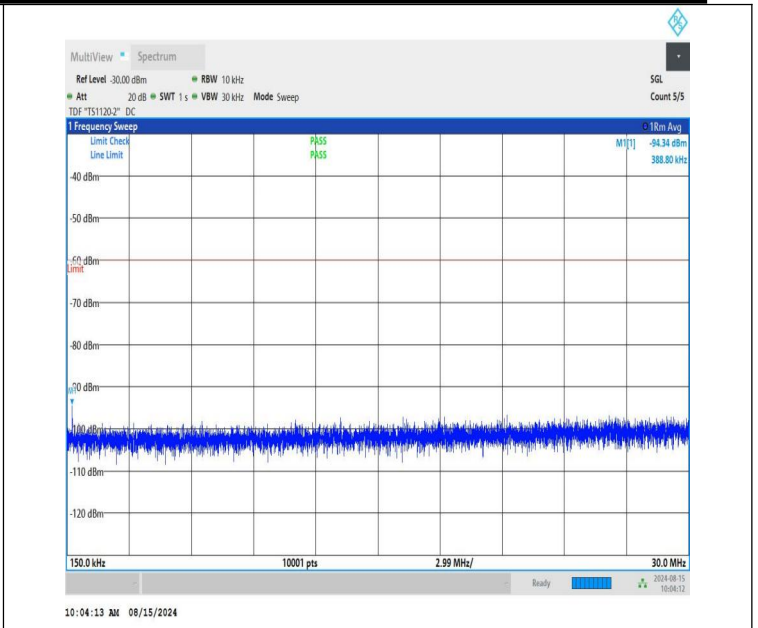 MultiView Spectrum
Ref Level -30.00 dBm RBW 10 kHz SGL
Att 20 dB SWT 1 s VBW 30 kHz Mode Sweep Count 5/5
TDF "TS1120-2" DC
1 Frequency Sweep 1Rm Avg
Limit Check PASS M1[1] -94.34 dBm
Line Limit PASS 388.80 kHz
-40 dBm
-50 dBm
-60 dBm
Limit
-70 dBm
-80 dBm
-90 dBm
M1
-100 dBm
-110 dBm
-120 dBm
150.0 kHz 10001 pts 2.99 MHz/ 30.0 MHz
Ready 2024-08-15
10:04:12
10:04:13 AM 08/15/2024